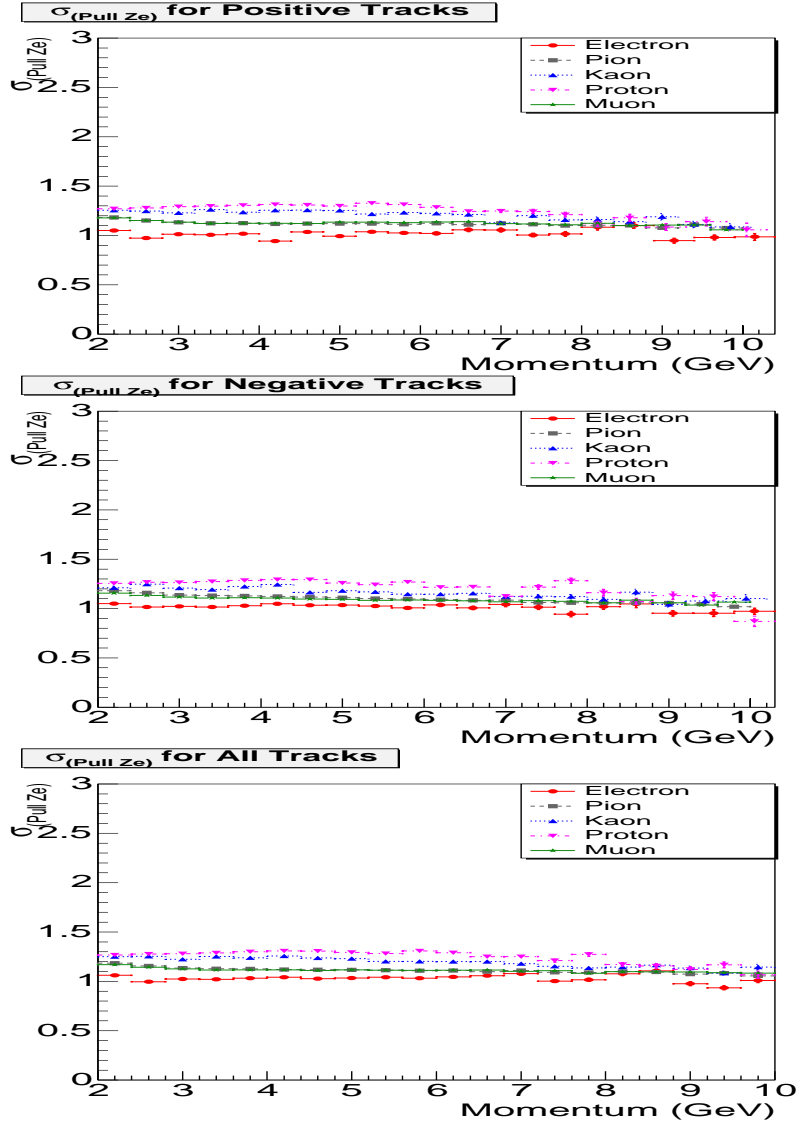 σ(Pull Ze) for Positive Tracks
σ(Pull Ze)
3
2.5
2
1.5
1
0.5
0
Electron
Pion
Kaon
Proton
Muon
2 3 4 5 6 7 8 9 10
Momentum (GeV)
σ(Pull Ze) for Negative Tracks
σ(Pull Ze)
3
2.5
2
1.5
1
0.5
0
Electron
Pion
Kaon
Proton
Muon
2 3 4 5 6 7 8 9 10
Momentum (GeV)
σ(Pull Ze) for All Tracks
σ(Pull Ze)
3
2.5
2
1.5
1
0.5
0
Electron
Pion
Kaon
Proton
Muon
2 3 4 5 6 7 8 9 10
Momentum (GeV)